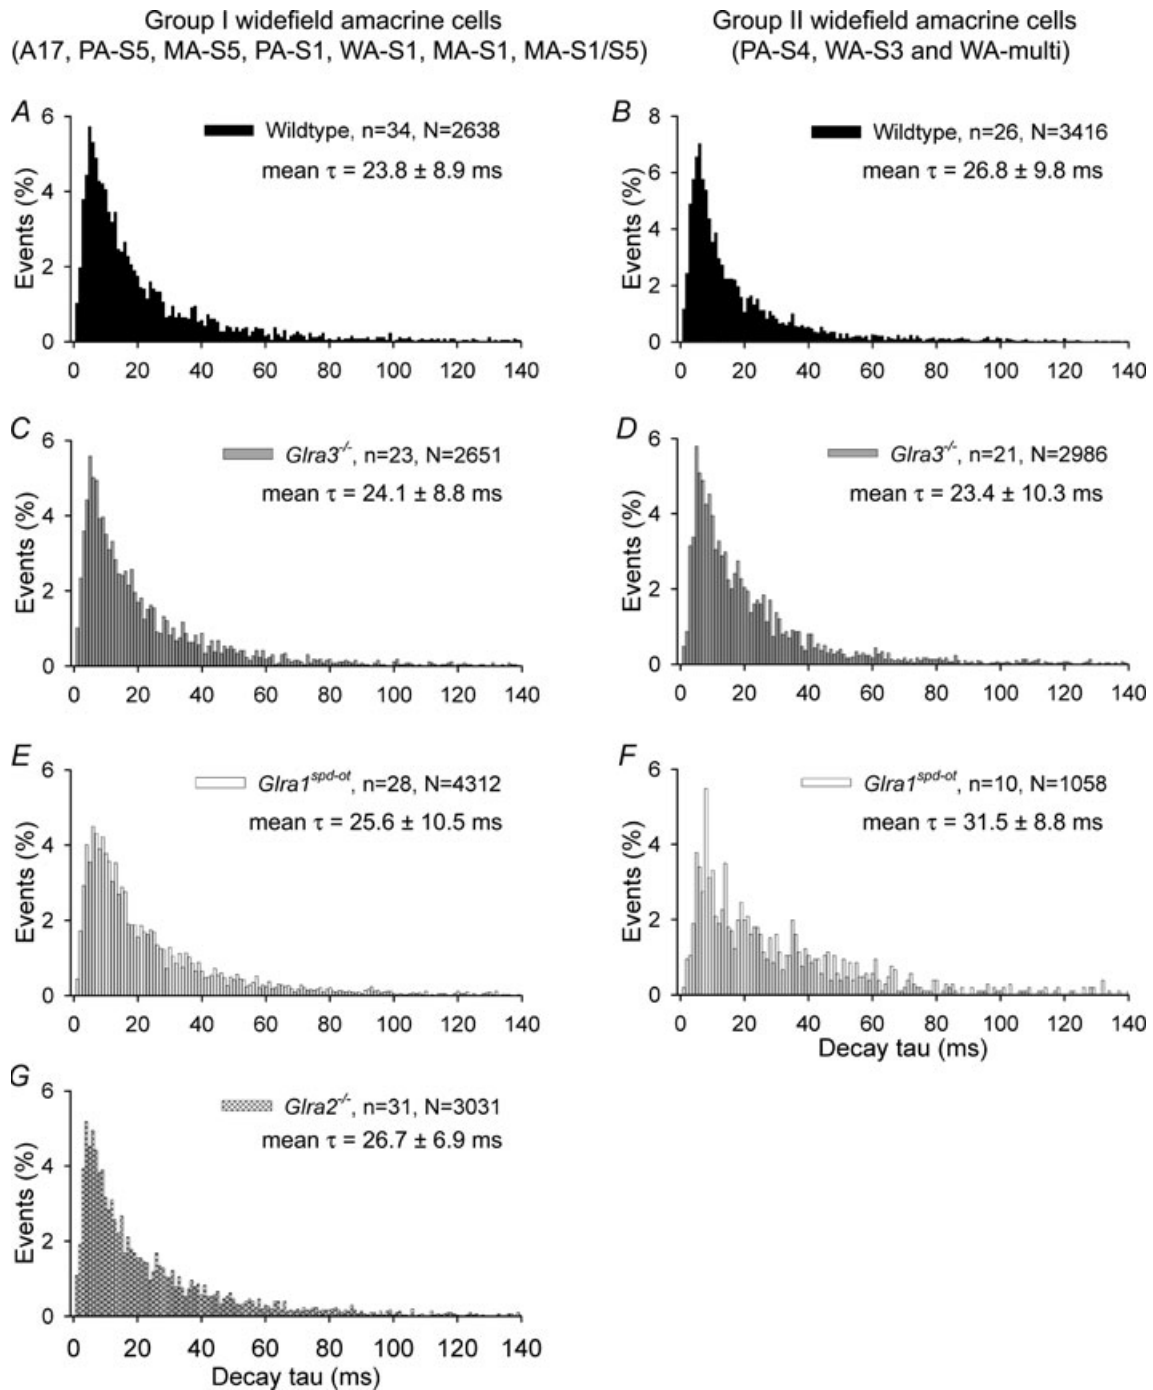 Group I widefield amacrine cells
(A17, PA-S5, MA-S5, PA-S1, WA-S1, MA-S1, MA-S1/S5)
Group II widefield amacrine cells
(PA-S4, WA-S3 and WA-multi)
A
6
4
2
0
Events (%)
Wildtype, n=34, N=2638
mean τ = 23.8 ± 8.9 ms
0 20 40 60 80 100 120 140
B
8
6
4
2
0
Events (%)
Wildtype, n=26, N=3416
mean τ = 26.8 ± 9.8 ms
0 20 40 60 80 100 120 140
C
6
4
2
0
Events (%)
Glra3-/-, n=23, N=2651
mean τ = 24.1 ± 8.8 ms
0 20 40 60 80 100 120 140
D
6
4
2
0
Events (%)
Glra3-/-, n=21, N=2986
mean τ = 23.4 ± 10.3 ms
0 20 40 60 80 100 120 140
E
6
4
2
0
Events (%)
Glra1spd-ot, n=28, N=4312
mean τ = 25.6 ± 10.5 ms
0 20 40 60 80 100 120 140
F
6
4
2
0
Events (%)
Glra1spd-ot, n=10, N=1058
mean τ = 31.5 ± 8.8 ms
0 20 40 60 80 100 120 140
Decay tau (ms)
G
6
4
2
0
Events (%)
Glra2-/-, n=31, N=3031
mean τ = 26.7 ± 6.9 ms
0 20 40 60 80 100 120 140
Decay tau (ms)